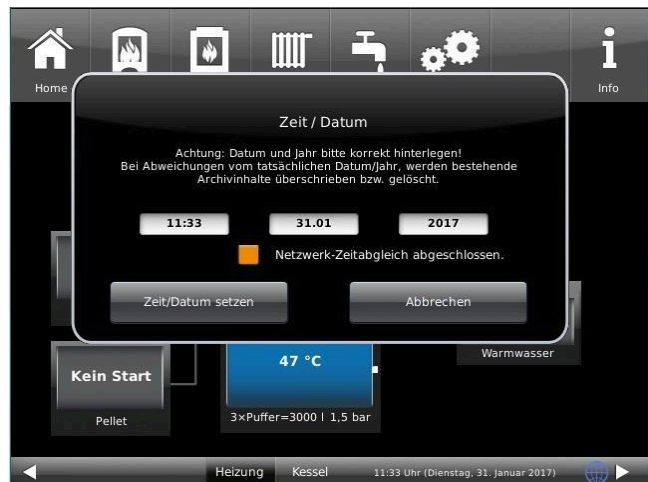 Home
Info
Zeit / Datum
Achtung: Datum und Jahr bitte korrekt hinterlegen!
Bei Abweichungen vom tatsächlichen Datum/Jahr, werden bestehende
Archivinhalte überschrieben bzw. gelöscht.
11:33 31.01 2017
Netzwerk-Zeitabgleich abgeschlossen.
Zeit/Datum setzen Abbrechen
47 °C
Warmwasser
Kein Start
Pellet
3×Puffer=3000 l 1,5 bar
Heizung Kessel 11:33 Uhr (Dienstag, 31. Januar 2017)